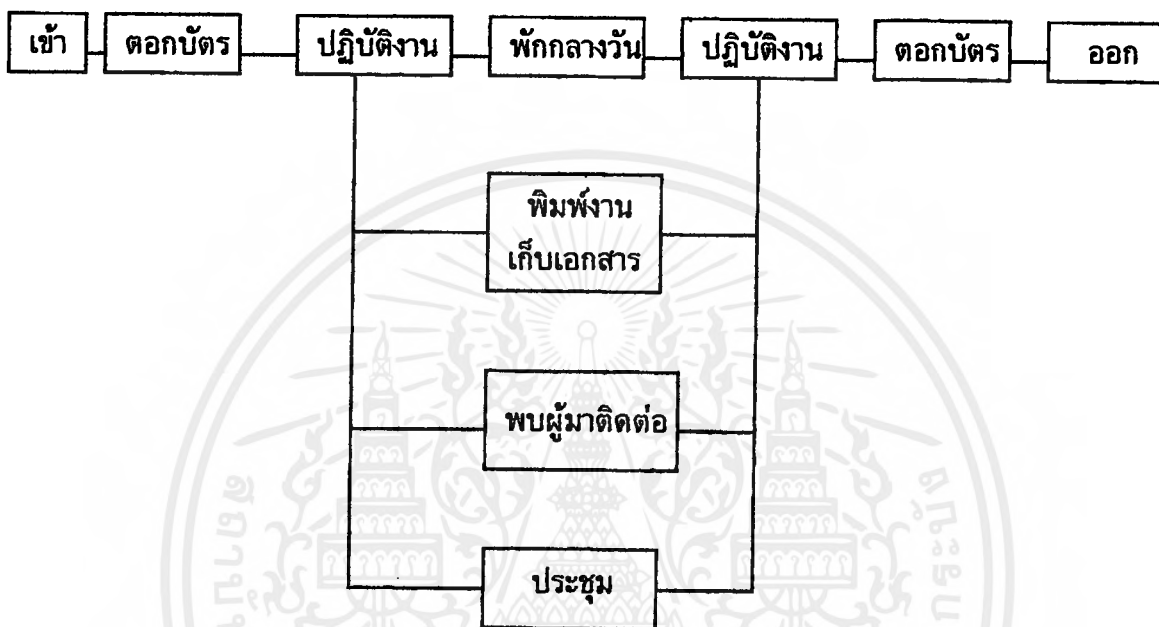 เข้า
ตอกบัตร
ปฏิบัติงาน
พักกลางวัน
ปฏิบัติงาน
ตอกบัตร
ออก
พิมพ์งาน
เก็บเอกสาร
พบผู้มาติดต่อ
ประชุม